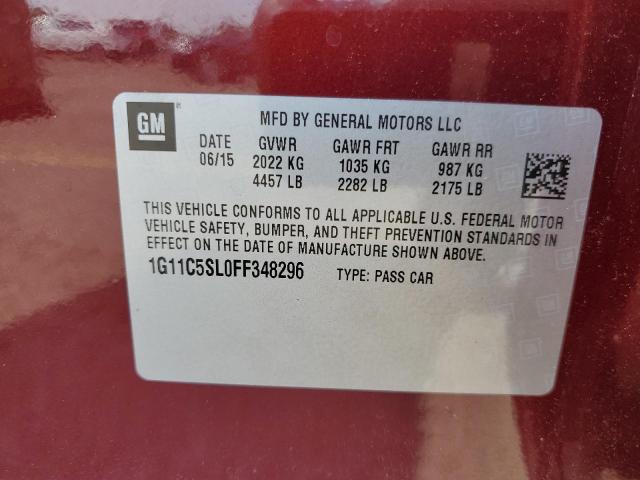 GM
MFD BY GENERAL MOTORS LLC
DATE GVWR GAWR FRT GAWR RR
06/15 2022 KG 1035 KG 987 KG
4457 LB 2282 LB 2175 LB
THIS VEHICLE CONFORMS TO ALL APPLICABLE U.S. FEDERAL MOTOR
VEHICLE SAFETY, BUMPER, AND THEFT PREVENTION STANDARDS IN
EFFECT ON THE DATE OF MANUFACTURE SHOWN ABOVE.
1G11C5SL0FF348296 TYPE: PASS CAR